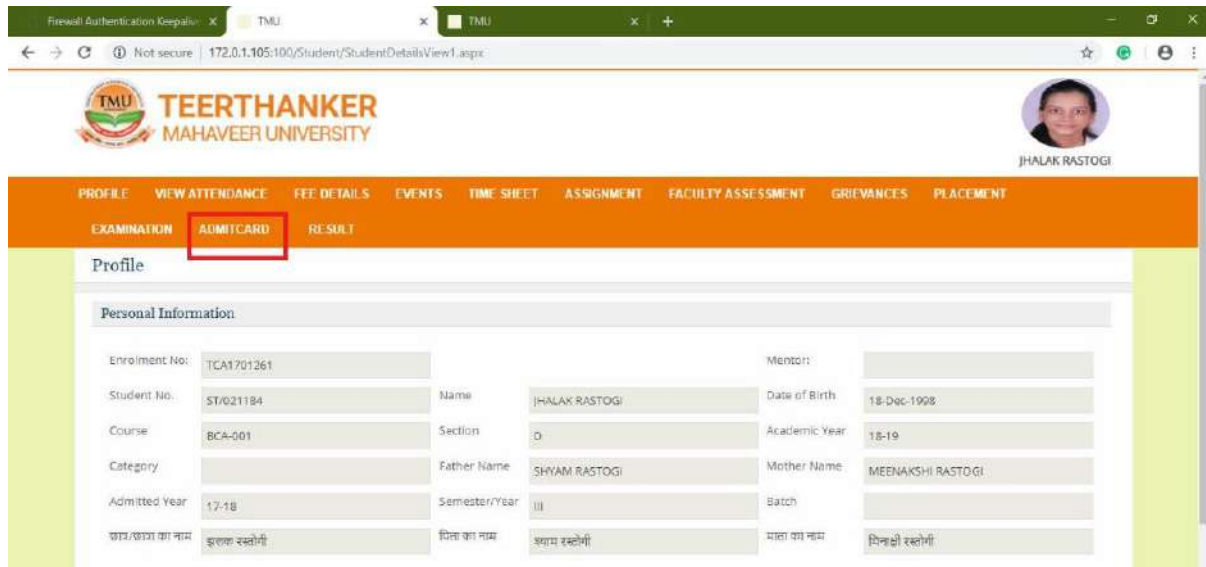 Firewall Authentication Keepaliv
TMU
TMU
Not secure 172.0.1.105:100/Student/StudentDetailsView1.aspx
TMU
TEERTHANKER
MAHAVEER UNIVERSITY
JHALAK RASTOGI
PROFILE VIEW ATTENDANCE FEE DETAILS EVENTS TIME SHEET ASSIGNMENT FACULTY ASSESSMENT GRIEVANCES PLACEMENT
EXAMINATION ADMITCARD RESULT
Profile
Personal Information
Enrolment No: TCA1701261 Mentor:
Student No. ST/021184 Name JHALAK RASTOGI Date of Birth 18-Dec-1998
Course BCA-001 Section D Academic Year 18-19
Category Father Name SHYAM RASTOGI Mother Name MEENAKSHI RASTOGI
Admitted Year 17-18 Semester/Year III Batch
छात्र/छात्रा का नाम झलक रस्तोगी पिता का नाम श्याम रस्तोगी माता का नाम मिनाक्षी रस्तोगी